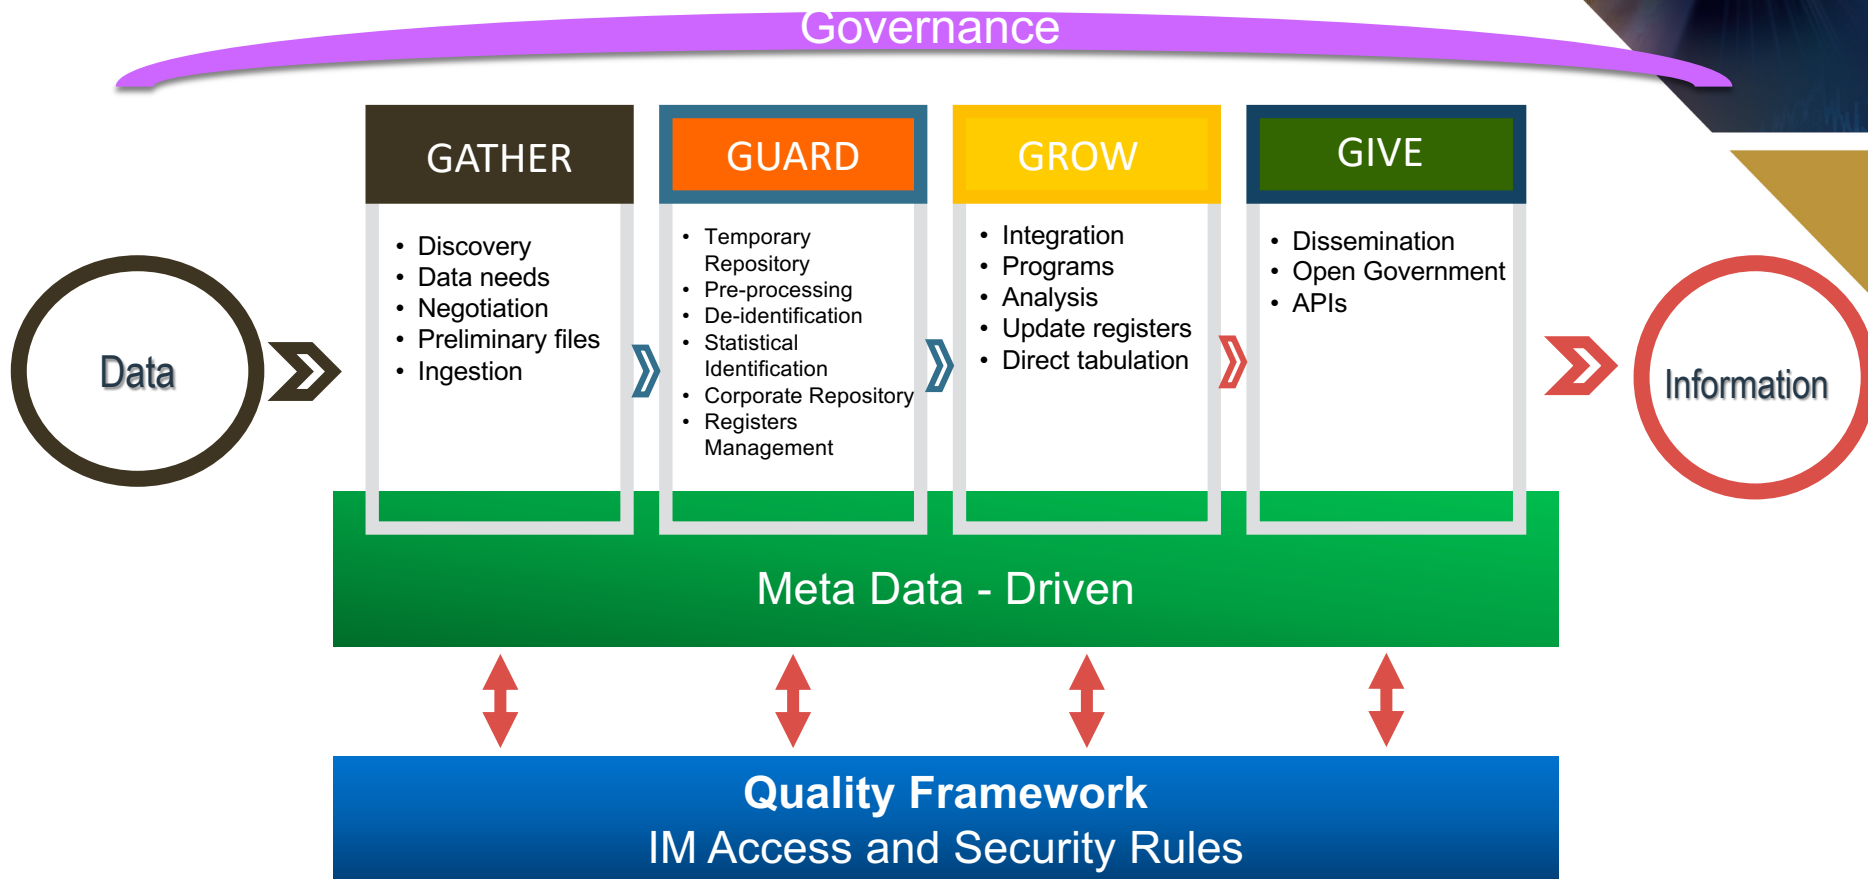 Governance
GATHER
• Discovery
• Data needs
• Negotiation
• Preliminary files
• Ingestion
GUARD
• Temporary
Repository
• Pre-processing
• De-identification
• Statistical
Identification
• Corporate Repository
• Registers
Management
GROW
• Integration
• Programs
• Analysis
• Update registers
• Direct tabulation
GIVE
• Dissemination
• Open Government
• APIs
Data
Information
Meta Data - Driven
Quality Framework
IM Access and Security Rules